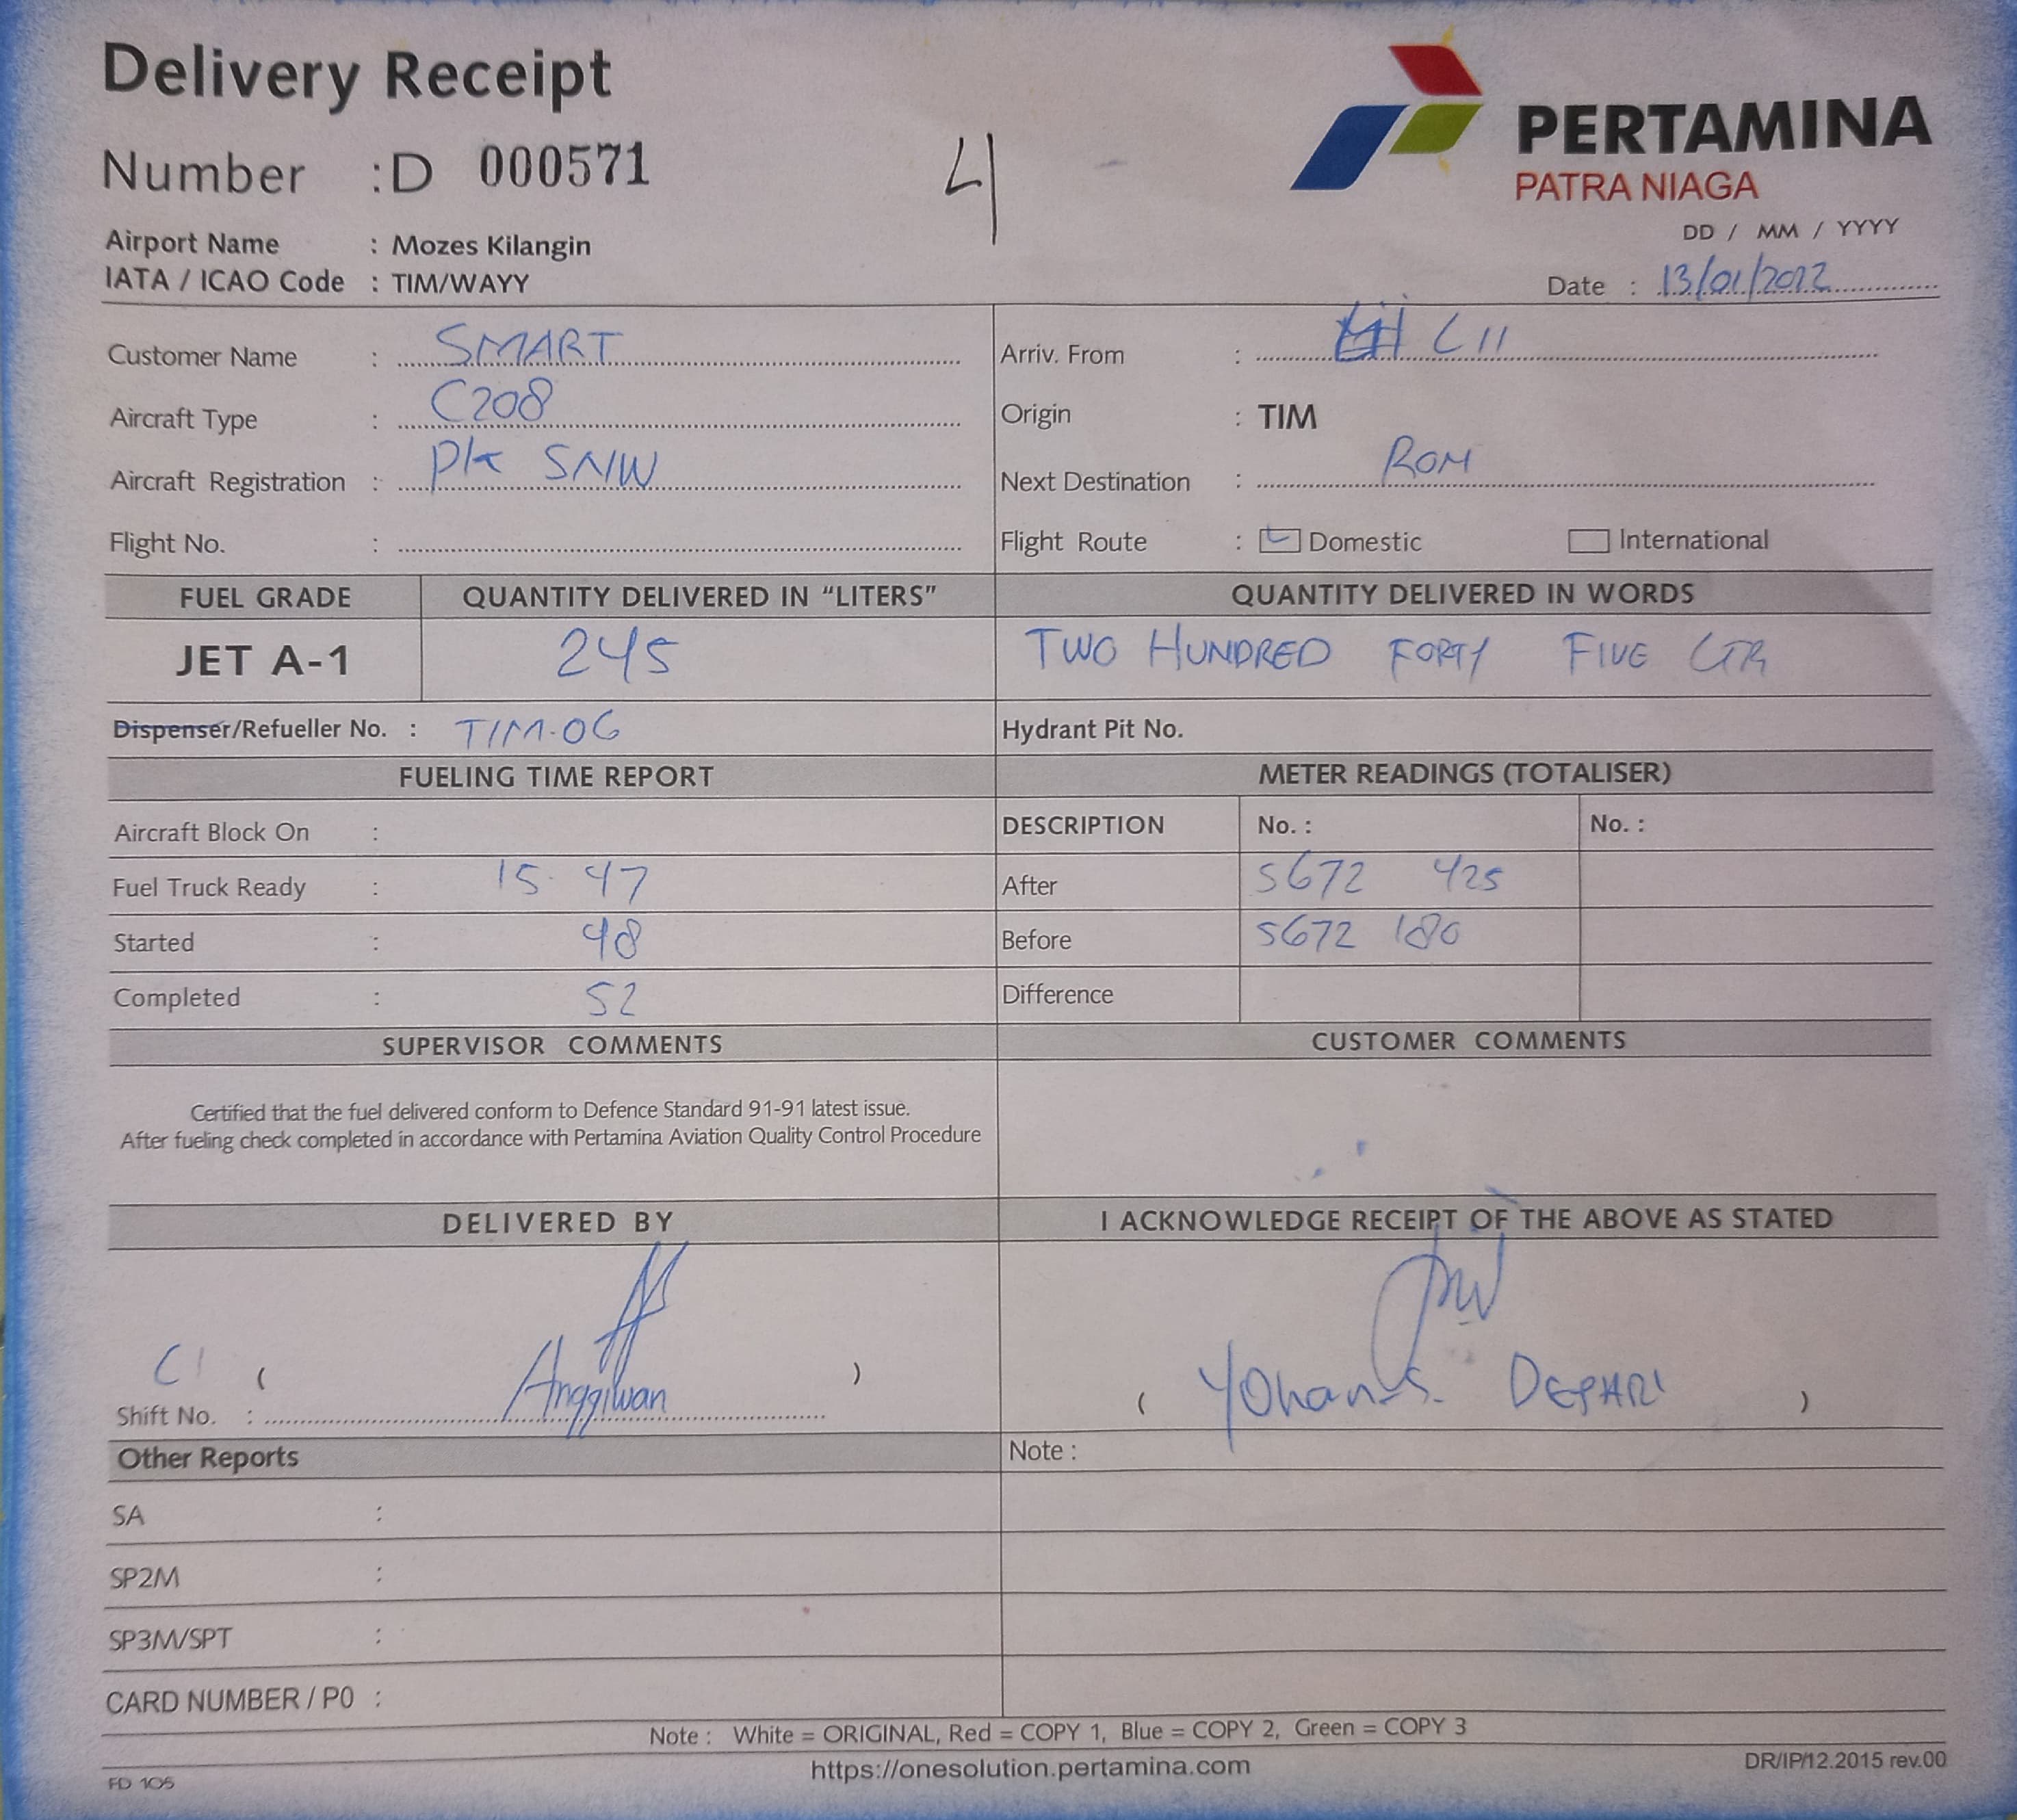 Delivery Receipt
Number : D 000571
4
PERTAMINA
PATRA NIAGA
Airport Name : Mozes Kilangin
IATA / ICAO Code : TIM/WAYY
DD / MM / YYYY
Date : 13/01/2022
Customer Name : SMART
Arriv. From : C11
Aircraft Type : C208
Origin : TIM
Aircraft Registration : PK SNW
Next Destination : ROM
Flight No. :
Flight Route : Domestic International
FUEL GRADE QUANTITY DELIVERED IN "LITERS" QUANTITY DELIVERED IN WORDS
JET A-1 245 TWO HUNDRED FORTY FIVE LTR
Dispenser/Refueller No. : TIM-06 Hydrant Pit No.
FUELING TIME REPORT METER READINGS (TOTALISER)
Aircraft Block On : DESCRIPTION No. : No. :
Fuel Truck Ready : 15. 47 After 5672 425
Started : 48 Before 5672 180
Completed : 52 Difference
SUPERVISOR COMMENTS CUSTOMER COMMENTS
Certified that the fuel delivered conform to Defence Standard 91-91 latest issue.
After fueling check completed in accordance with Pertamina Aviation Quality Control Procedure
DELIVERED BY I ACKNOWLEDGE RECEIPT OF THE ABOVE AS STATED
C1 ( Anggiwan ) ( Yohan S. DEPARI )
Shift No. :
Other Reports Note :
SA :
SP2M :
SP3M/SPT :
CARD NUMBER / P0 :
Note : White = ORIGINAL, Red = COPY 1, Blue = COPY 2, Green = COPY 3
https://onesolution.pertamina.com
DR/IP/12.2015 rev.00
FD 105